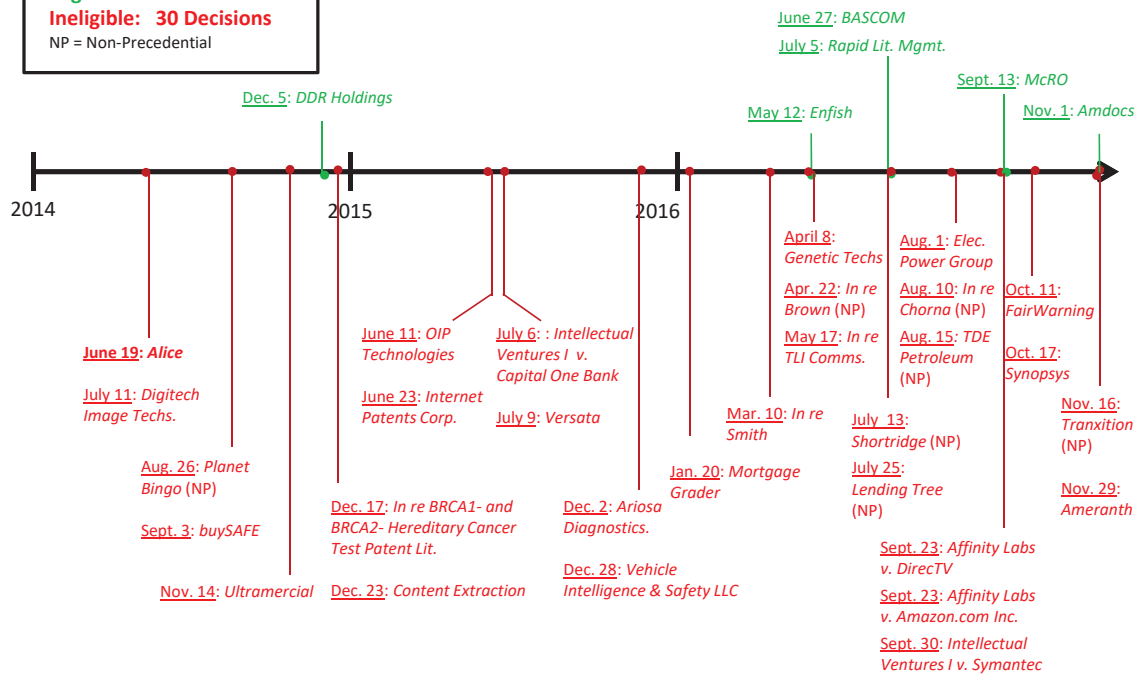 Ineligible: 30 Decisions
NP = Non-Precedential
June 27: BASCOM
July 5: Rapid Lit. Mgmt.
Sept. 13: McRO
Dec. 5: DDR Holdings
May 12: Enfish
Nov. 1: Amdocs
2014
2015
2016
June 19: Alice
July 11: Digitech
Image Techs.
Aug. 26: Planet
Bingo (NP)
Sept. 3: buySAFE
Nov. 14: Ultramercial
Dec. 17: In re BRCA1- and
BRCA2- Hereditary Cancer
Test Patent Lit.
Dec. 23: Content Extraction
June 11: OIP
Technologies
June 23: Internet
Patents Corp.
July 6: : Intellectual
Ventures I v.
Capital One Bank
July 9: Versata
Dec. 2: Ariosa
Diagnostics.
Dec. 28: Vehicle
Intelligence & Safety LLC
Jan. 20: Mortgage
Grader
Mar. 10: In re
Smith
April 8:
Genetic Techs
Apr. 22: In re
Brown (NP)
May 17: In re
TLI Comms.
July 13:
Shortridge (NP)
July 25:
Lending Tree
(NP)
Aug. 1: Elec.
Power Group
Aug. 10: In re
Chorna (NP)
Aug. 15: TDE
Petroleum
(NP)
Sept. 23: Affinity Labs
v. DirecTV
Sept. 23: Affinity Labs
v. Amazon.com Inc.
Sept. 30: Intellectual
Ventures I v. Symantec
Oct. 11:
FairWarning
Oct. 17:
Synopsys
Nov. 16:
Tranxition
(NP)
Nov. 29:
Ameranth